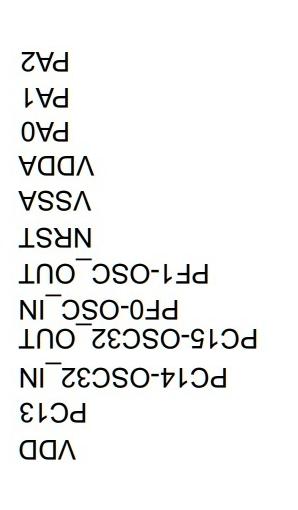 VDD
PC13
PC14-OSC32_IN
PC15-OSC32_OUT
PF0-OSC_IN
PF1-OSC_OUT
NRST
VSSA
VDDA
PA0
PA1
PA2